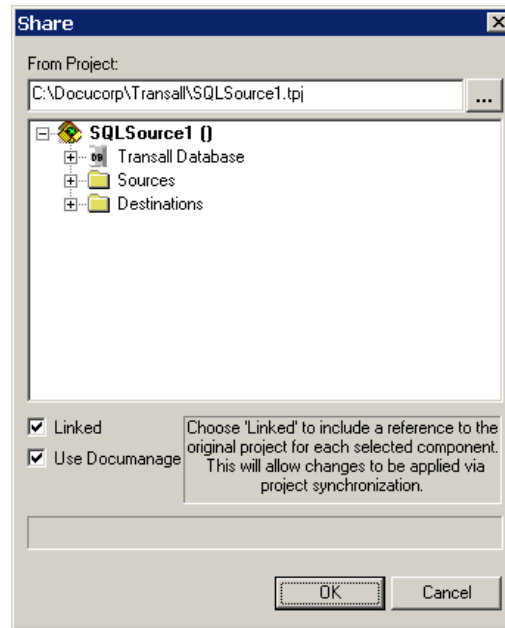 Share
From Project:
C:\Docucorp\Transall\SQLSource1.tpj
...
SQLSource1 ()
DB Transall Database
Sources
Destinations
Linked
Use Documanage
Choose 'Linked' to include a reference to the
original project for each selected component.
This will allow changes to be applied via
project synchronization.
OK
Cancel